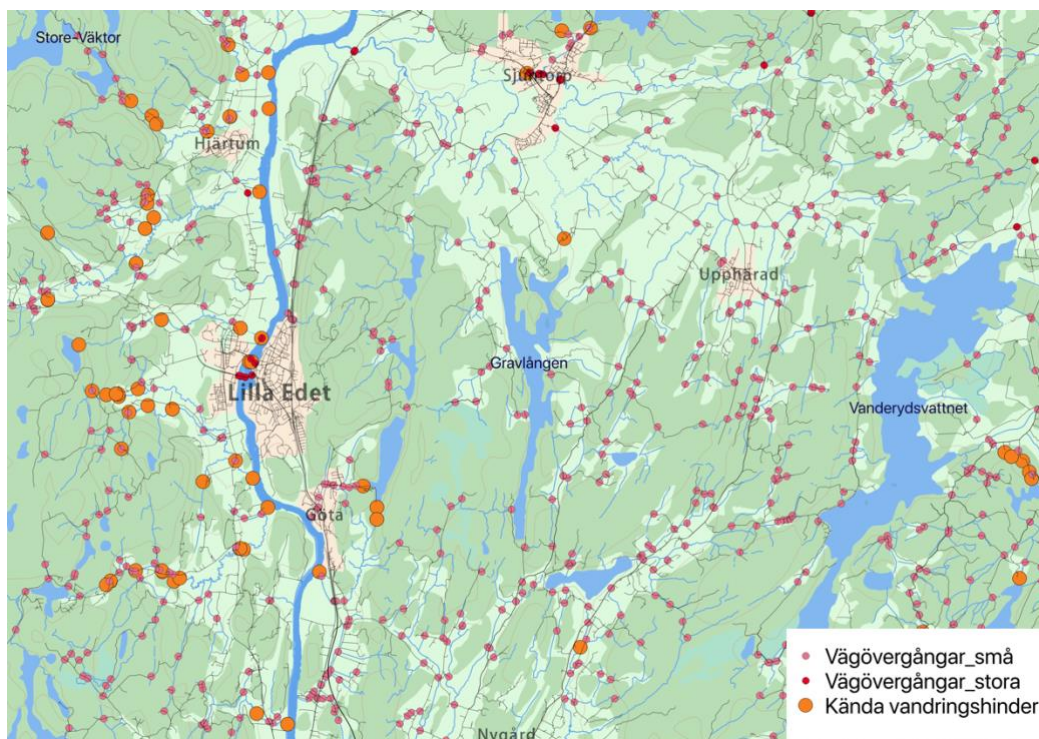 Store-Väktor
Sjuntorp
Hjärtum
Upphärad
Gravlången
Lilla Edet
Vanderydsvattnet
Göta
Vägövergångar_små
Vägövergångar_stora
Kända vandringshinder
Nygård